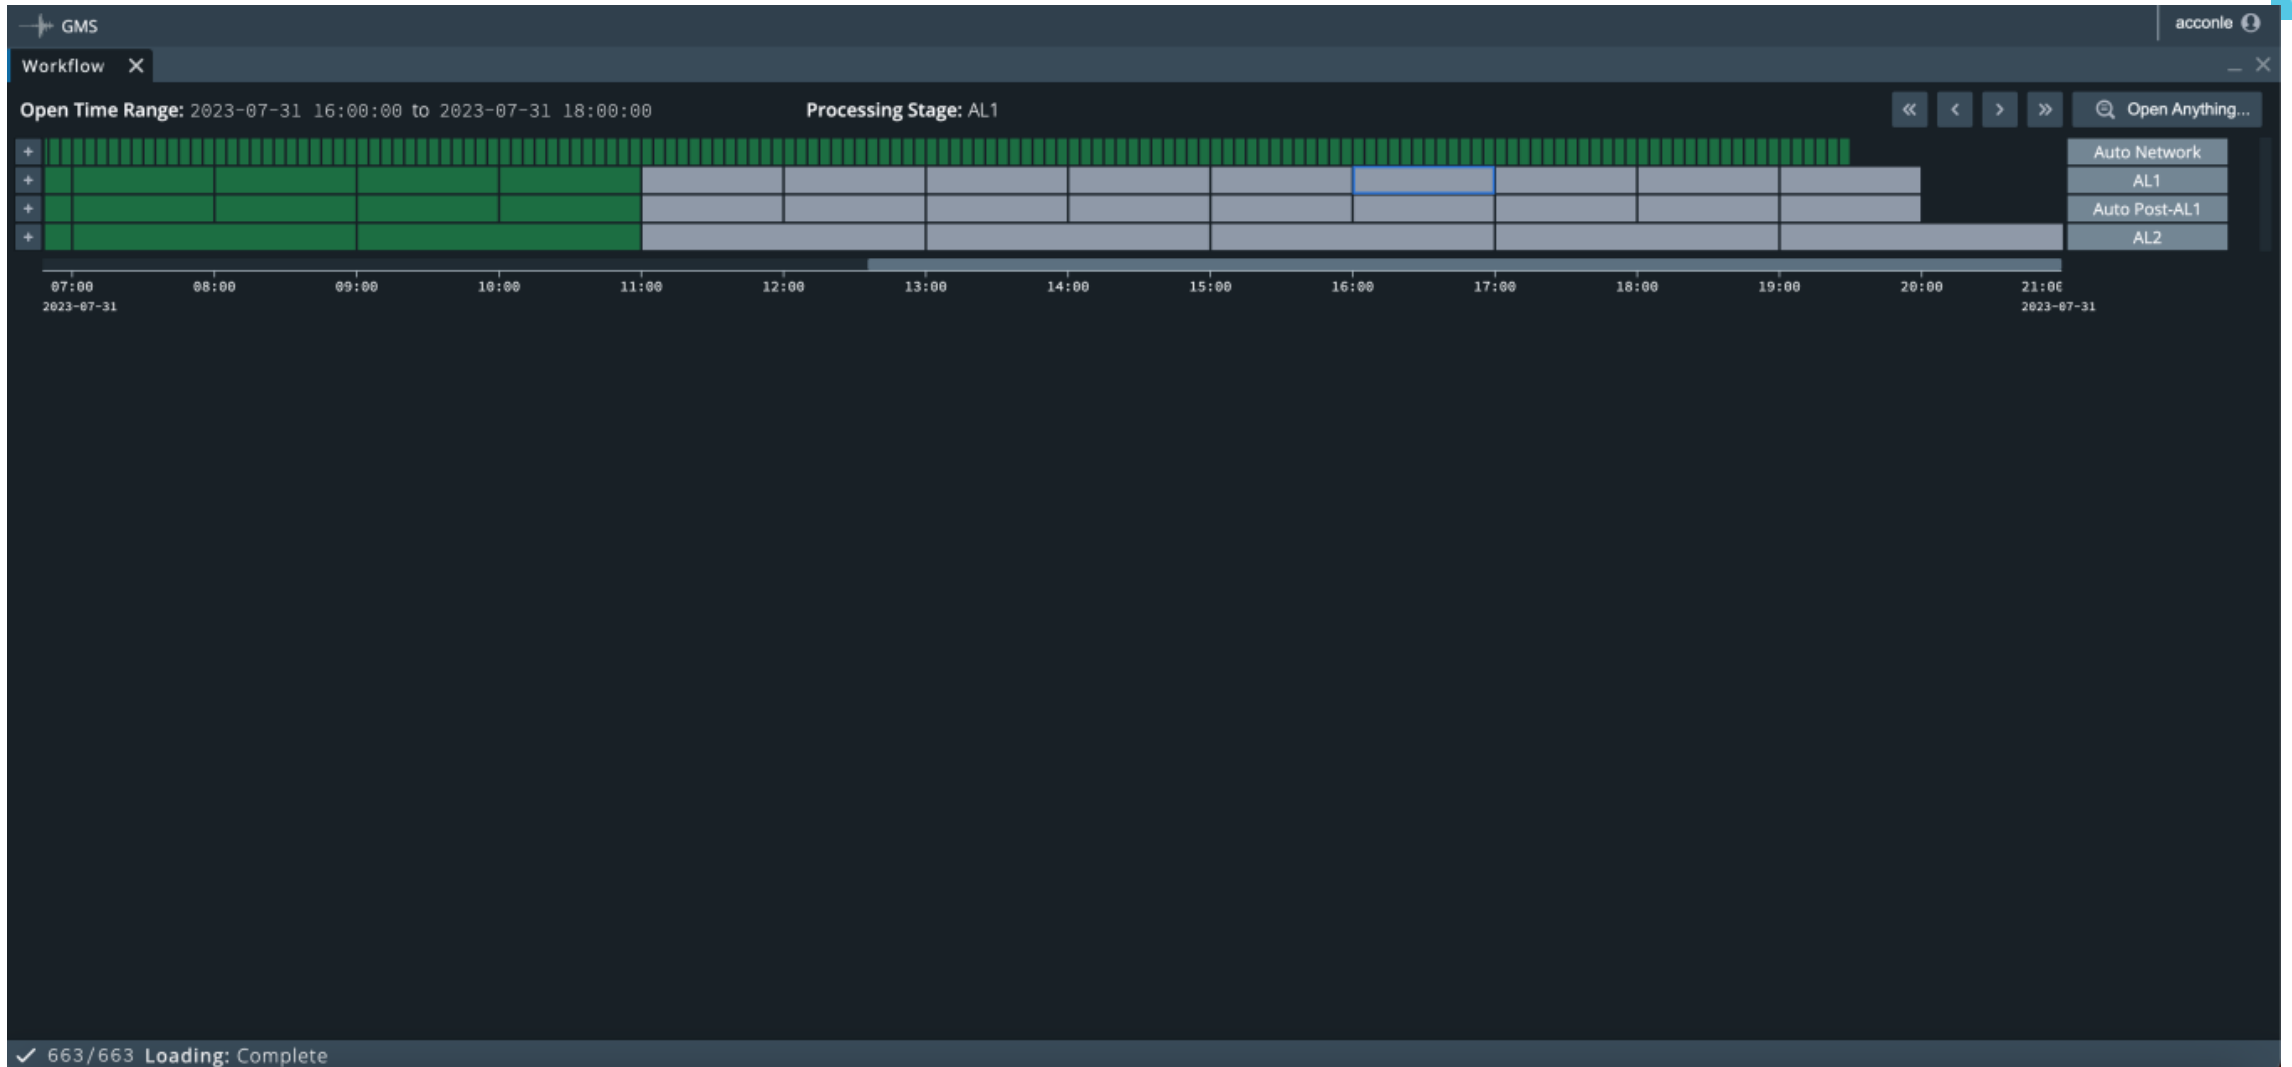 GMS
acconle
Workflow
Open Time Range: 2023-07-31 16:00:00 to 2023-07-31 18:00:00
Processing Stage: AL1
Open Anything...
Auto Network
AL1
Auto Post-AL1
AL2
07:00 08:00 09:00 10:00 11:00 12:00 13:00 14:00 15:00 16:00 17:00 18:00 19:00 20:00 21:00
2023-07-31 2023-07-31
663/663 Loading: Complete